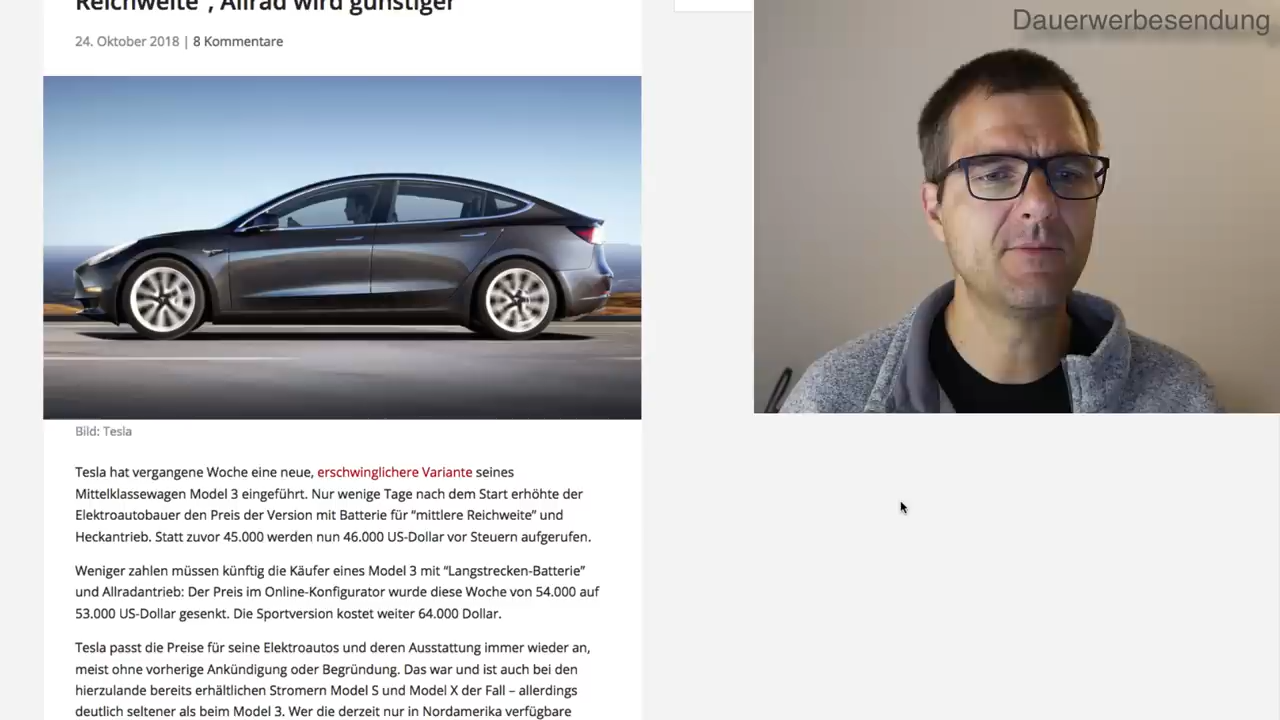 Reichweite", Allrad wird günstiger
24. Oktober 2018 | 8 Kommentare
Bild: Tesla
Tesla hat vergangene Woche eine neue, erschwinglichere Variante seines
Mittelklassewagen Model 3 eingeführt. Nur wenige Tage nach dem Start erhöhte der
Elektroautobauer den Preis der Version mit Batterie für “mittlere Reichweite” und
Heckantrieb. Statt zuvor 45.000 werden nun 46.000 US-Dollar vor Steuern aufgerufen.
Weniger zahlen müssen künftig die Käufer eines Model 3 mit “Langstrecken-Batterie”
und Allradantrieb: Der Preis im Online-Konfigurator wurde diese Woche von 54.000 auf
53.000 US-Dollar gesenkt. Die Sportversion kostet weiter 64.000 Dollar.
Tesla passt die Preise für seine Elektroautos und deren Ausstattung immer wieder an,
meist ohne vorherige Ankündigung oder Begründung. Das war und ist auch bei den
hierzulande bereits erhältlichen Stromern Model S und Model X der Fall – allerdings
deutlich seltener als beim Model 3. Wer die derzeit nur in Nordamerika verfügbare
Dauerwerbesendung